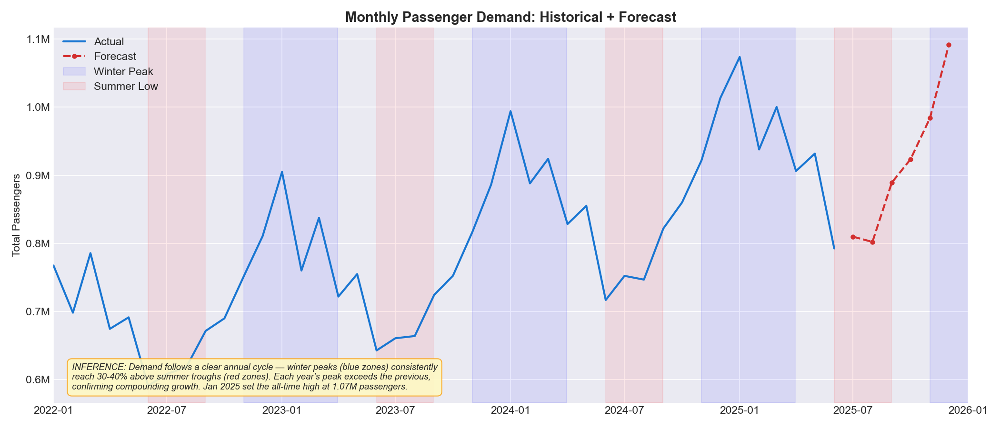 Monthly Passenger Demand: Historical + Forecast
1.1M
1.0M
0.9M
0.8M
0.7M
0.6M
Total Passengers
Actual
Forecast
Winter Peak
Summer Low
INFERENCE: Demand follows a clear annual cycle — winter peaks (blue zones) consistently
reach 30-40% above summer troughs (red zones). Each year's peak exceeds the previous,
confirming compounding growth. Jan 2025 set the all-time high at 1.07M passengers.
2022-01
2022-07
2023-01
2023-07
2024-01
2024-07
2025-01
2025-07
2026-01